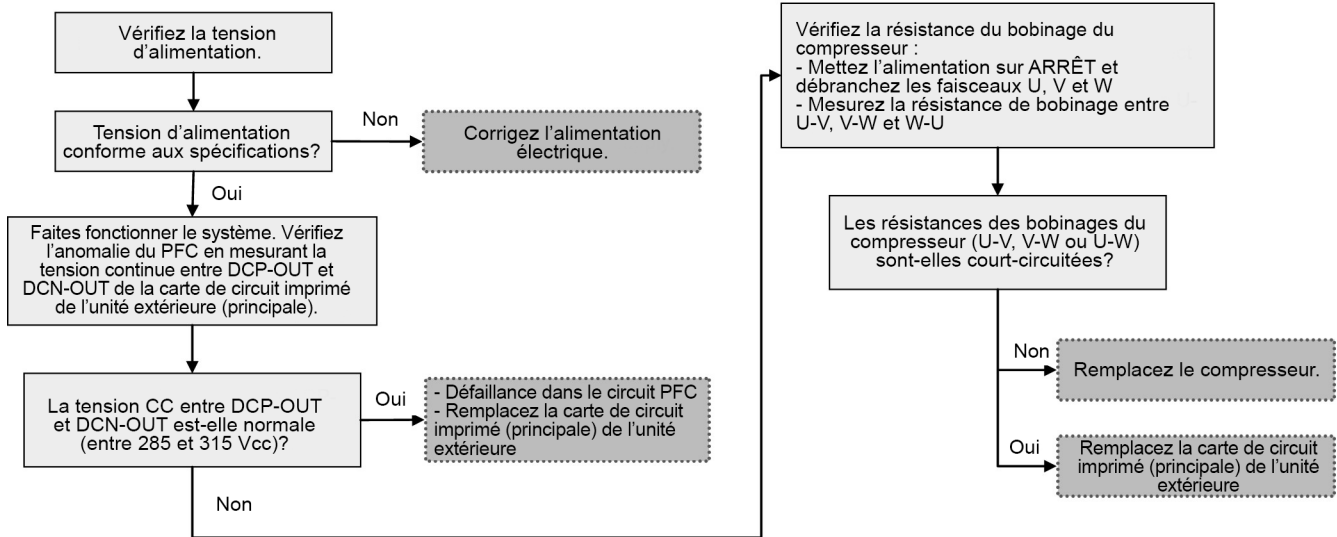 Vérifiez la tension
d’alimentation.
Tension d’alimentation
conforme aux spécifications?
Non
Corrigez l’alimentation
électrique.
Oui
Faites fonctionner le système. Vérifiez
l’anomalie du PFC en mesurant la
tension continue entre DCP-OUT et
DCN-OUT de la carte de circuit imprimé
de l’unité extérieure (principale).
La tension CC entre DCP-OUT
et DCN-OUT est-elle normale
(entre 285 et 315 Vcc)?
Oui
- Défaillance dans le circuit PFC
- Remplacez la carte de circuit
imprimé (principale) de l’unité
extérieure
Non
Vérifiez la résistance du bobinage du
compresseur :
- Mettez l’alimentation sur ARRÊT et
débranchez les faisceaux U, V et W
- Mesurez la résistance de bobinage entre
U-V, V-W et W-U
Les résistances des bobinages du
compresseur (U-V, V-W ou U-W)
sont-elles court-circuitées?
Non
Remplacez le compresseur.
Oui
Remplacez la carte de circuit
imprimé (principale) de l’unité
extérieure